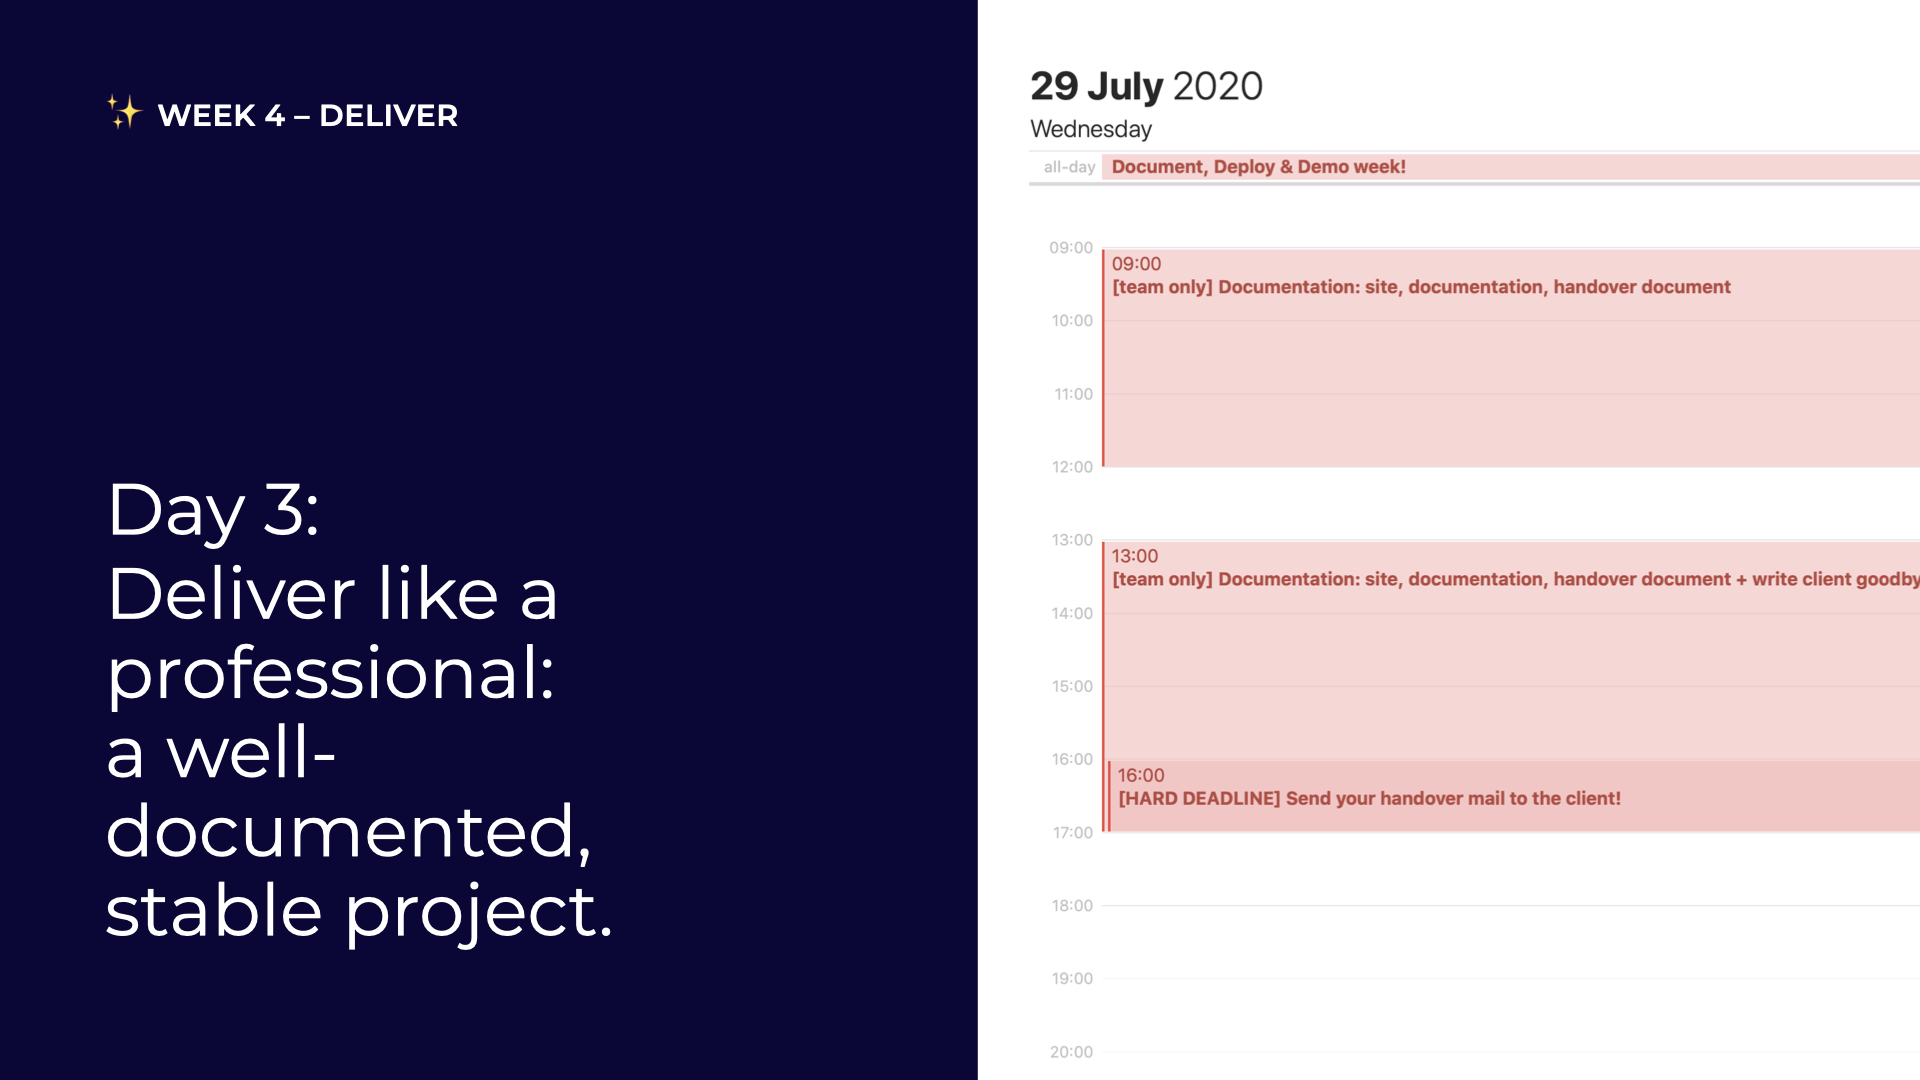 ✨ WEEK 4 – DELIVER
Day 3:
Deliver like a
professional:
a well-
documented,
stable project.
29 July 2020
Wednesday
all-day Document, Deploy & Demo week!
09:00
09:00
[team only] Documentation: site, documentation, handover document
10:00
11:00
12:00
13:00
13:00
[team only] Documentation: site, documentation, handover document + write client goodby
14:00
15:00
16:00
16:00
[HARD DEADLINE] Send your handover mail to the client!
17:00
18:00
19:00
20:00